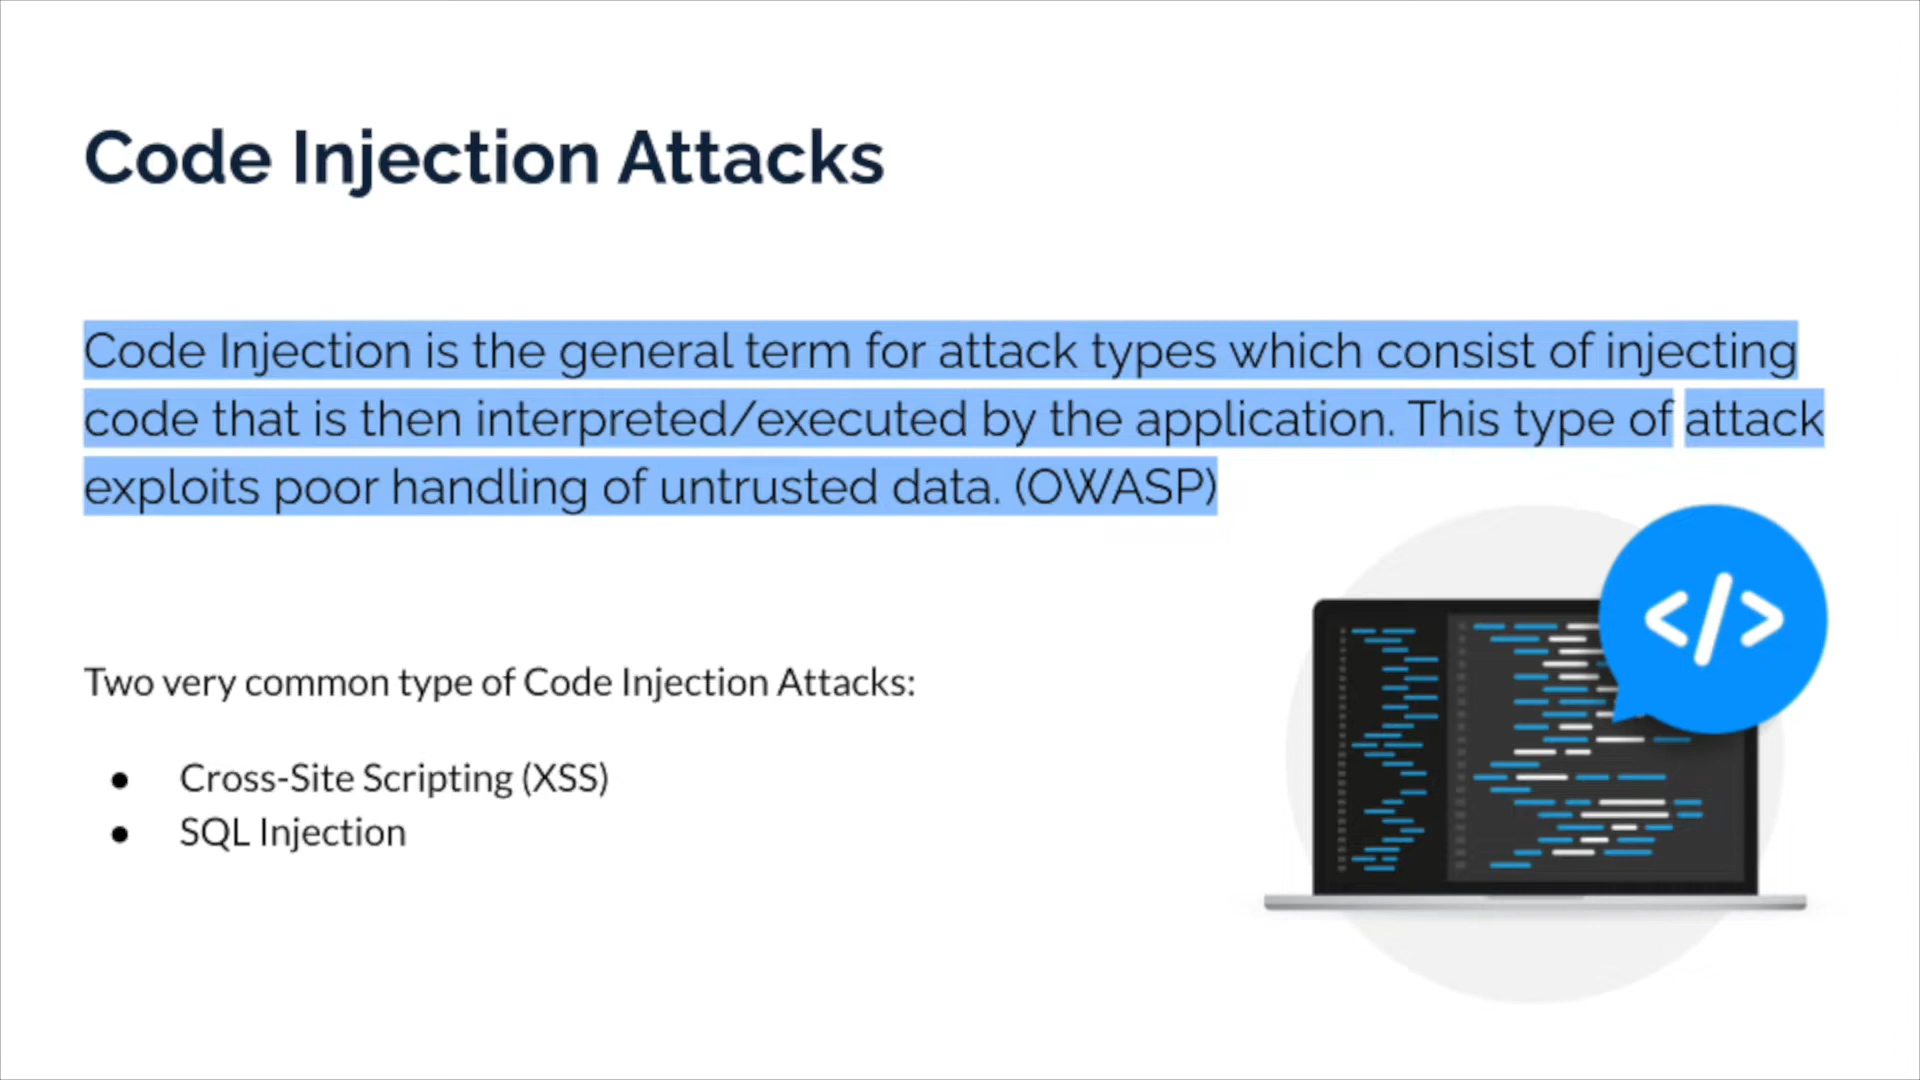 Code Injection Attacks
Code Injection is the general term for attack types which consist of injecting
code that is then interpreted/executed by the application. This type of attack
exploits poor handling of untrusted data. (OWASP)
</>
Two very common type of Code Injection Attacks:
● Cross-Site Scripting (XSS)
● SQL Injection